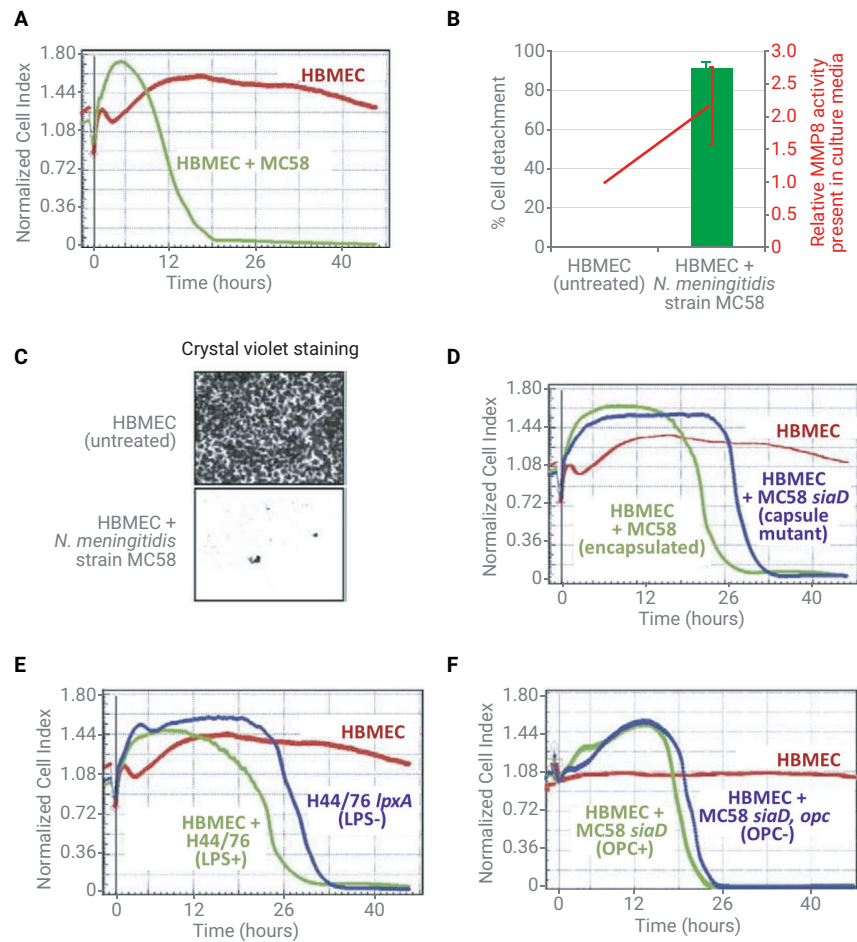 A
Normalized Cell Index
1.80
1.44
1.08
0.72
0.36
0
HBMEC
HBMEC + MC58
0
12
26
40
Time (hours)
B
% Cell detachment
100
80
60
40
20
0
3.0
2.5
2.0
1.5
1.0
0.5
0
Relative MMP8 activity
present in culture media
HBMEC
(untreated)
HBMEC +
N. meningitidis
strain MC58
C
Crystal violet staining
HBMEC
(untreated)
HBMEC +
N. meningitidis
strain MC58
D
Normalized Cell Index
1.80
1.44
1.08
0.72
0.36
0
HBMEC
HBMEC
+ MC58 siaD
(capsule
mutant)
HBMEC
+ MC58
(encapsulated)
0
12
26
40
Time (hours)
E
Normalized Cell Index
1.80
1.44
1.08
0.72
0.36
0
HBMEC
H44/76 lpxA
(LPS-)
HBMEC +
H44/76
(LPS+)
0
12
26
40
Time (hours)
F
Normalized Cell Index
1.80
1.44
1.08
0.72
0.36
0
HBMEC
HBMEC +
MC58 siaD
(OPC+)
HBMEC +
MC58 siaD, opc
(OPC-)
0
12
26
40
Time (hours)